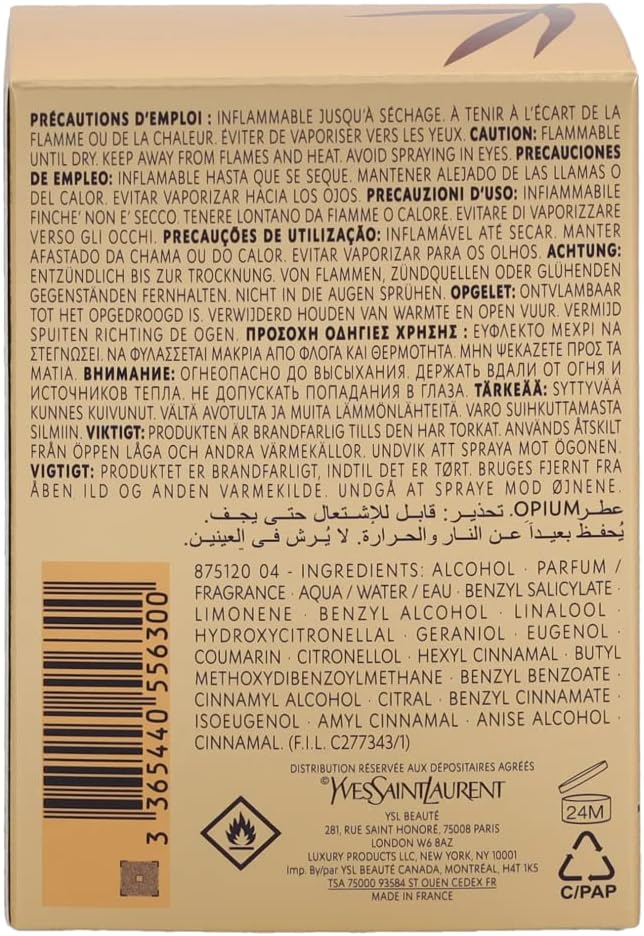 PRÉCAUTIONS D'EMPLOI : INFLAMMABLE JUSQU'À SÉCHAGE. À TENIR À L'ÉCART DE LA
FLAMME OU DE LA CHALEUR. ÉVITER DE VAPORISER VERS LES YEUX. CAUTION: FLAMMABLE
UNTIL DRY. KEEP AWAY FROM FLAMES AND HEAT. AVOID SPRAYING IN EYES. PRECAUCIONES
DE EMPLEO: INFLAMABLE HASTA QUE SE SEQUE. MANTENER ALEJADO DE LAS LLAMAS O
DEL CALOR. EVITAR VAPORIZAR HACIA LOS OJOS. PRECAUZIONI D'USO: INFIAMMABILE
FINCHE' NON E' SECCO. TENERE LONTANO DA FIAMME O CALORE. EVITARE DI VAPORIZZARE
VERSO GLI OCCHI. PRECAUÇÕES DE UTILIZAÇÃO: INFLAMÁVEL ATÉ SECAR. MANTER
AFASTADO DA CHAMA OU DO CALOR. EVITAR VAPORIZAR PARA OS OLHOS. ACHTUNG:
ENTZÜNDLICH BIS ZUR TROCKNUNG. VON FLAMMEN, ZÜNDQUELLEN ODER GLÜHENDEN
GEGENSTÄNDEN FERNHALTEN. NICHT IN DIE AUGEN SPRÜHEN. OPGELET: ONTVLAMBAAR
TOT HET OPGEDROOGD IS. VERWIJDERD HOUDEN VAN WARMTE EN OPEN VUUR. VERMIJD
SPUITEN RICHTING DE OGEN. ΠΡΟΣΟΧΗ ΟΔΗΓΙΕΣ ΧΡΗΣΗΣ : ΕΥΦΛΕΚΤΟ ΜΕΧΡΙ ΝΑ
ΣΤΕΓΝΩΣΕΙ. ΝΑ ΦΥΛΑΣΣΕΤΑΙ ΜΑΚΡΙΑ ΑΠΟ ΦΛΟΓΑ ΚΑΙ ΘΕΡΜΟΤΗΤΑ. ΜΗΝ ΨΕΚΑΖΕΤΕ ΠΡΟΣ ΤΑ
ΜΑΤΙΑ. ВНИМАНИЕ: ОГНЕОПАСНО ДО ВЫСЫХАНИЯ. ДЕРЖАТЬ ВДАЛИ ОТ ОГНЯ И
ИСТОЧНИКОВ ТЕПЛА. НЕ ДОПУСКАТЬ ПОПАДАНИЯ В ГЛАЗА. TÄRKEÄÄ: SYTTYVÄÄ
KUNNES KUIVUNUT. VÄLTÄ AVOTULTA JA MUITA LÄMMÖNLÄHTEITÄ. VARO SUIHKUTTAMASTA
SILMIIN. VIKTIGT: PRODUKTEN ÄR BRANDFARLIG TILLS DEN HAR TORKAT. ANVÄNDS ÅTSKILT
FRÅN ÖPPEN LÅGA OCH ANDRA VÄRMEKÄLLOR. UNDVIK ATT SPRAYA MOT ÖGONEN.
VIGTIGT: PRODUKTET ER BRANDFARLIGT, INDTIL DET ER TØRT. BRUGES FJERNT FRA
ÅBEN ILD OG ANDEN VARMEKILDE. UNDGÅ AT SPRAYE MOD ØJNENE.
عطر OPIUM. تحذير: قابل للإشتعال حتى يجف.
يُحفظ بعيداً عن النار والحرارة. لا يُرش في العينين.
875120 04 - INGREDIENTS: ALCOHOL · PARFUM /
FRAGRANCE · AQUA / WATER / EAU · BENZYL SALICYLATE ·
LIMONENE · BENZYL ALCOHOL · LINALOOL ·
HYDROXYCITRONELLAL · GERANIOL · EUGENOL ·
COUMARIN · CITRONELLOL · HEXYL CINNAMAL · BUTYL
METHOXYDIBENZOYLMETHANE · BENZYL BENZOATE ·
CINNAMYL ALCOHOL · CITRAL · BENZYL CINNAMATE ·
ISOEUGENOL · AMYL CINNAMAL · ANISE ALCOHOL ·
CINNAMAL. (F.I.L. C277343/1)
3 365440 556300
DISTRIBUTION RÉSERVÉE AUX DÉPOSITAIRES AGRÉÉS
©YVESSAINTLAURENT
YSL BEAUTÉ
281, RUE SAINT HONORÉ, 75008 PARIS
LONDON W6 8AZ
LUXURY PRODUCTS LLC, NEW YORK, NY 10001
Imp. By/par YSL BEAUTÉ CANADA, MONTRÉAL, H4T 1K5
TSA 75000 93584 ST OUEN CEDEX FR
MADE IN FRANCE
24M
C/PAP